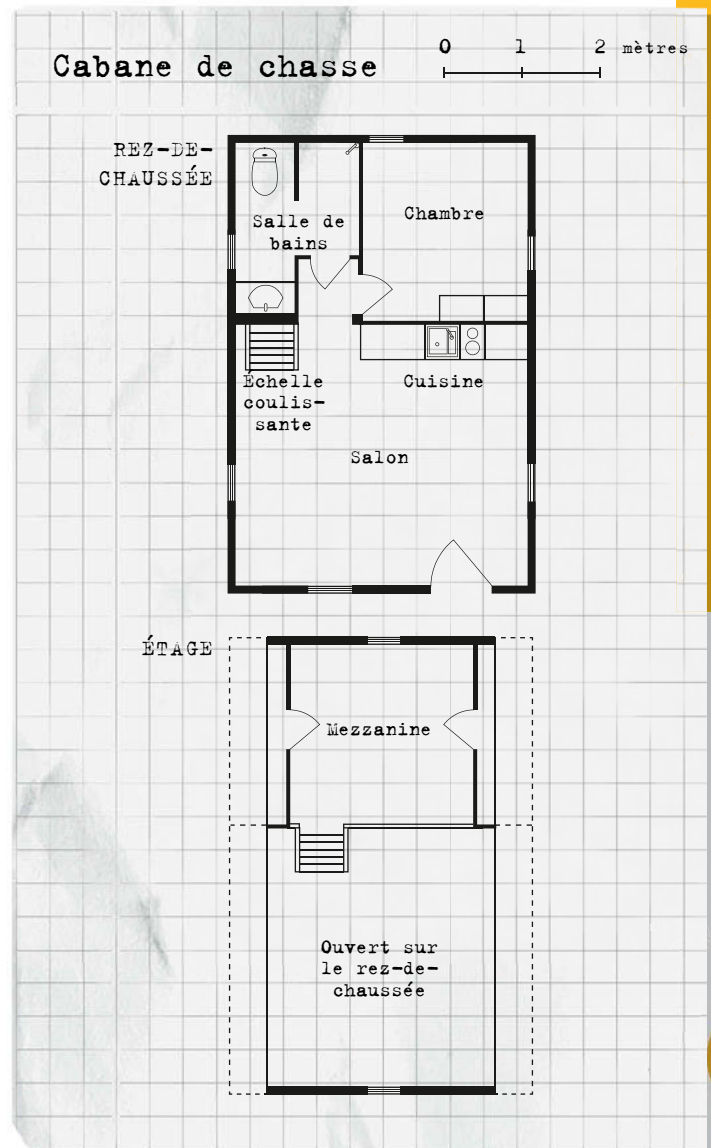 Cabane de chasse
0 1 2 mètres
REZ-DE-
CHAUSSÉE
Salle de
bains
Chambre
Échelle
coulis-
sante
Cuisine
Salon
ÉTAGE
Mezzanine
Ouvert sur
le rez-de-
chaussée